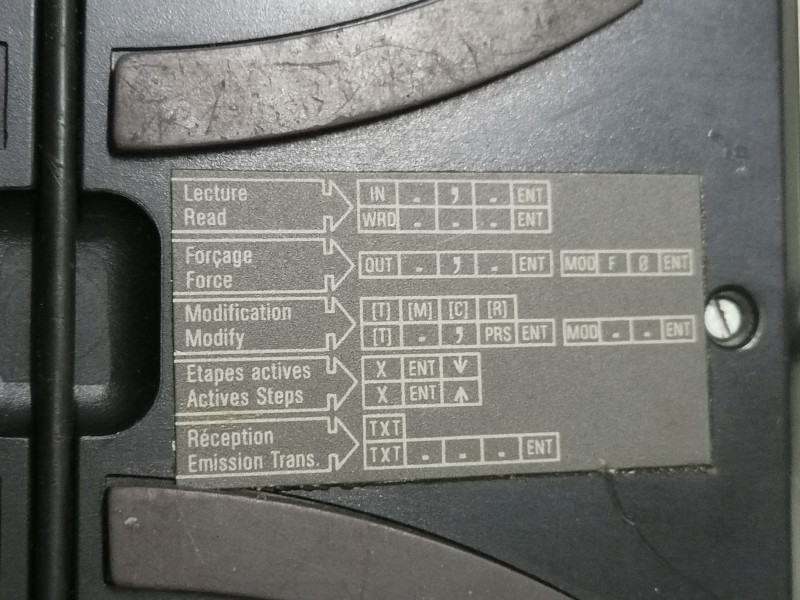 Lecture IN . , . ENT
Read WRD . . . ENT
Forçage
Force OUT . , . ENT MOD F Ø ENT
Modification [T] [M] [C] [R]
Modify [T] . , PRS ENT MOD . . ENT
Etapes actives X ENT ↓
Actives Steps X ENT ↑
Réception TXT
Emission Trans. TXT . . . ENT